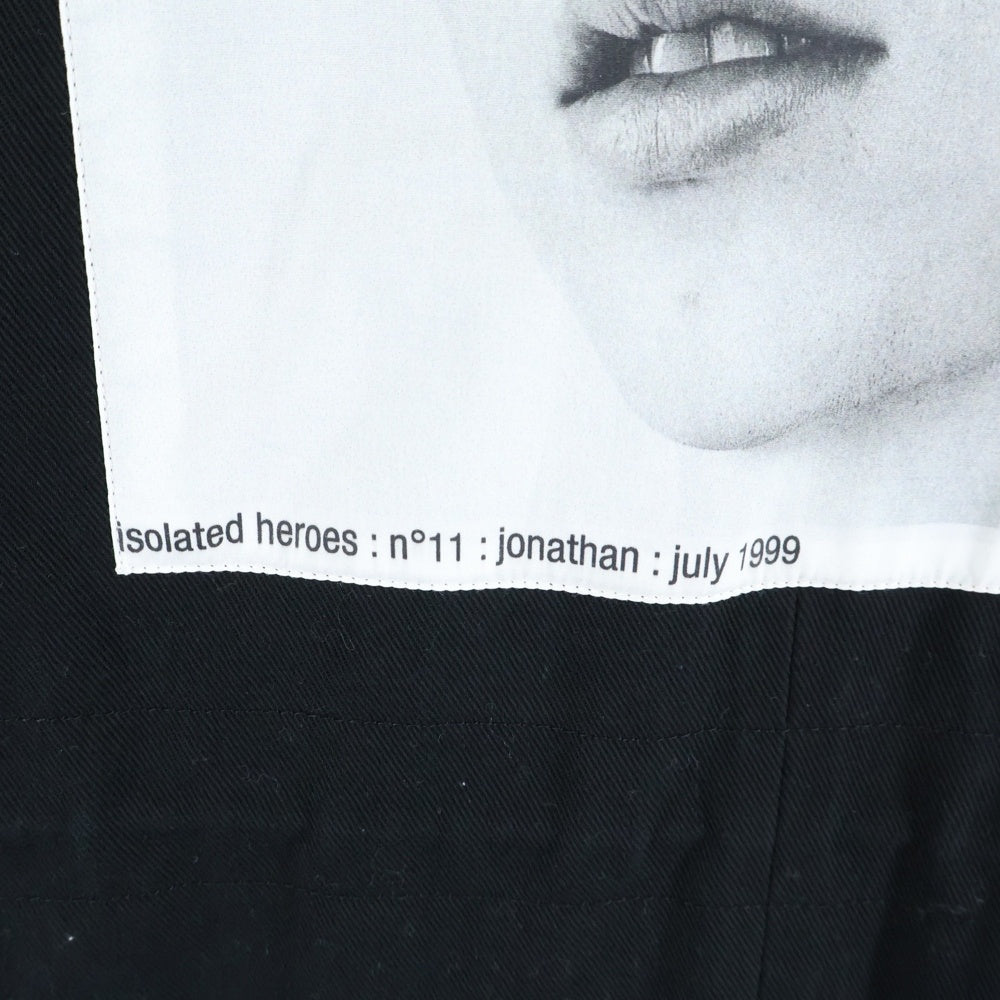 isolated heroes : n°11 : jonathan : july 1999